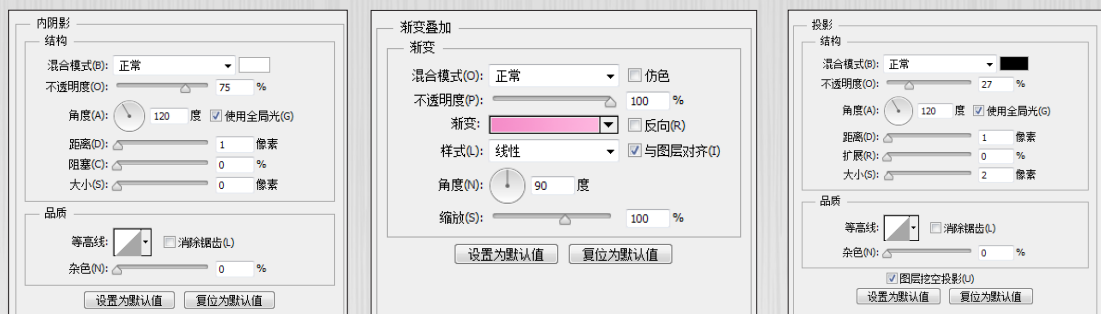 内阴影
结构
混合模式(B): 正常
不透明度(O): 75 %
角度(A): 120 度 使用全局光(G)
距离(D): 1 像素
阻塞(C): 0 %
大小(S): 0 像素
品质
等高线: 消除锯齿(L)
杂色(N): 0 %
设置为默认值 复位为默认值
渐变叠加
渐变
混合模式(O): 正常 仿色
不透明度(P): 100 %
渐变: 反向(R)
样式(L): 线性 与图层对齐(I)
角度(N): 90 度
缩放(S): 100 %
设置为默认值 复位为默认值
投影
结构
混合模式(B): 正常
不透明度(O): 27 %
角度(A): 120 度 使用全局光(G)
距离(D): 1 像素
扩展(R): 0 %
大小(S): 2 像素
品质
等高线: 消除锯齿(L)
杂色(N): 0 %
图层挖空投影(U)
设置为默认值 复位为默认值